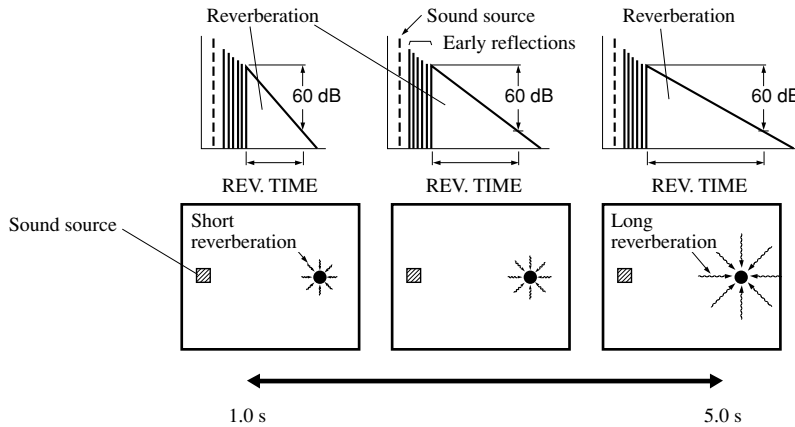 Reverberation
Sound source
Reverberation
Early reflections
60 dB
60 dB
60 dB
REV. TIME
REV. TIME
REV. TIME
Sound source
Short
reverberation
Long
reverberation
1.0 s
5.0 s